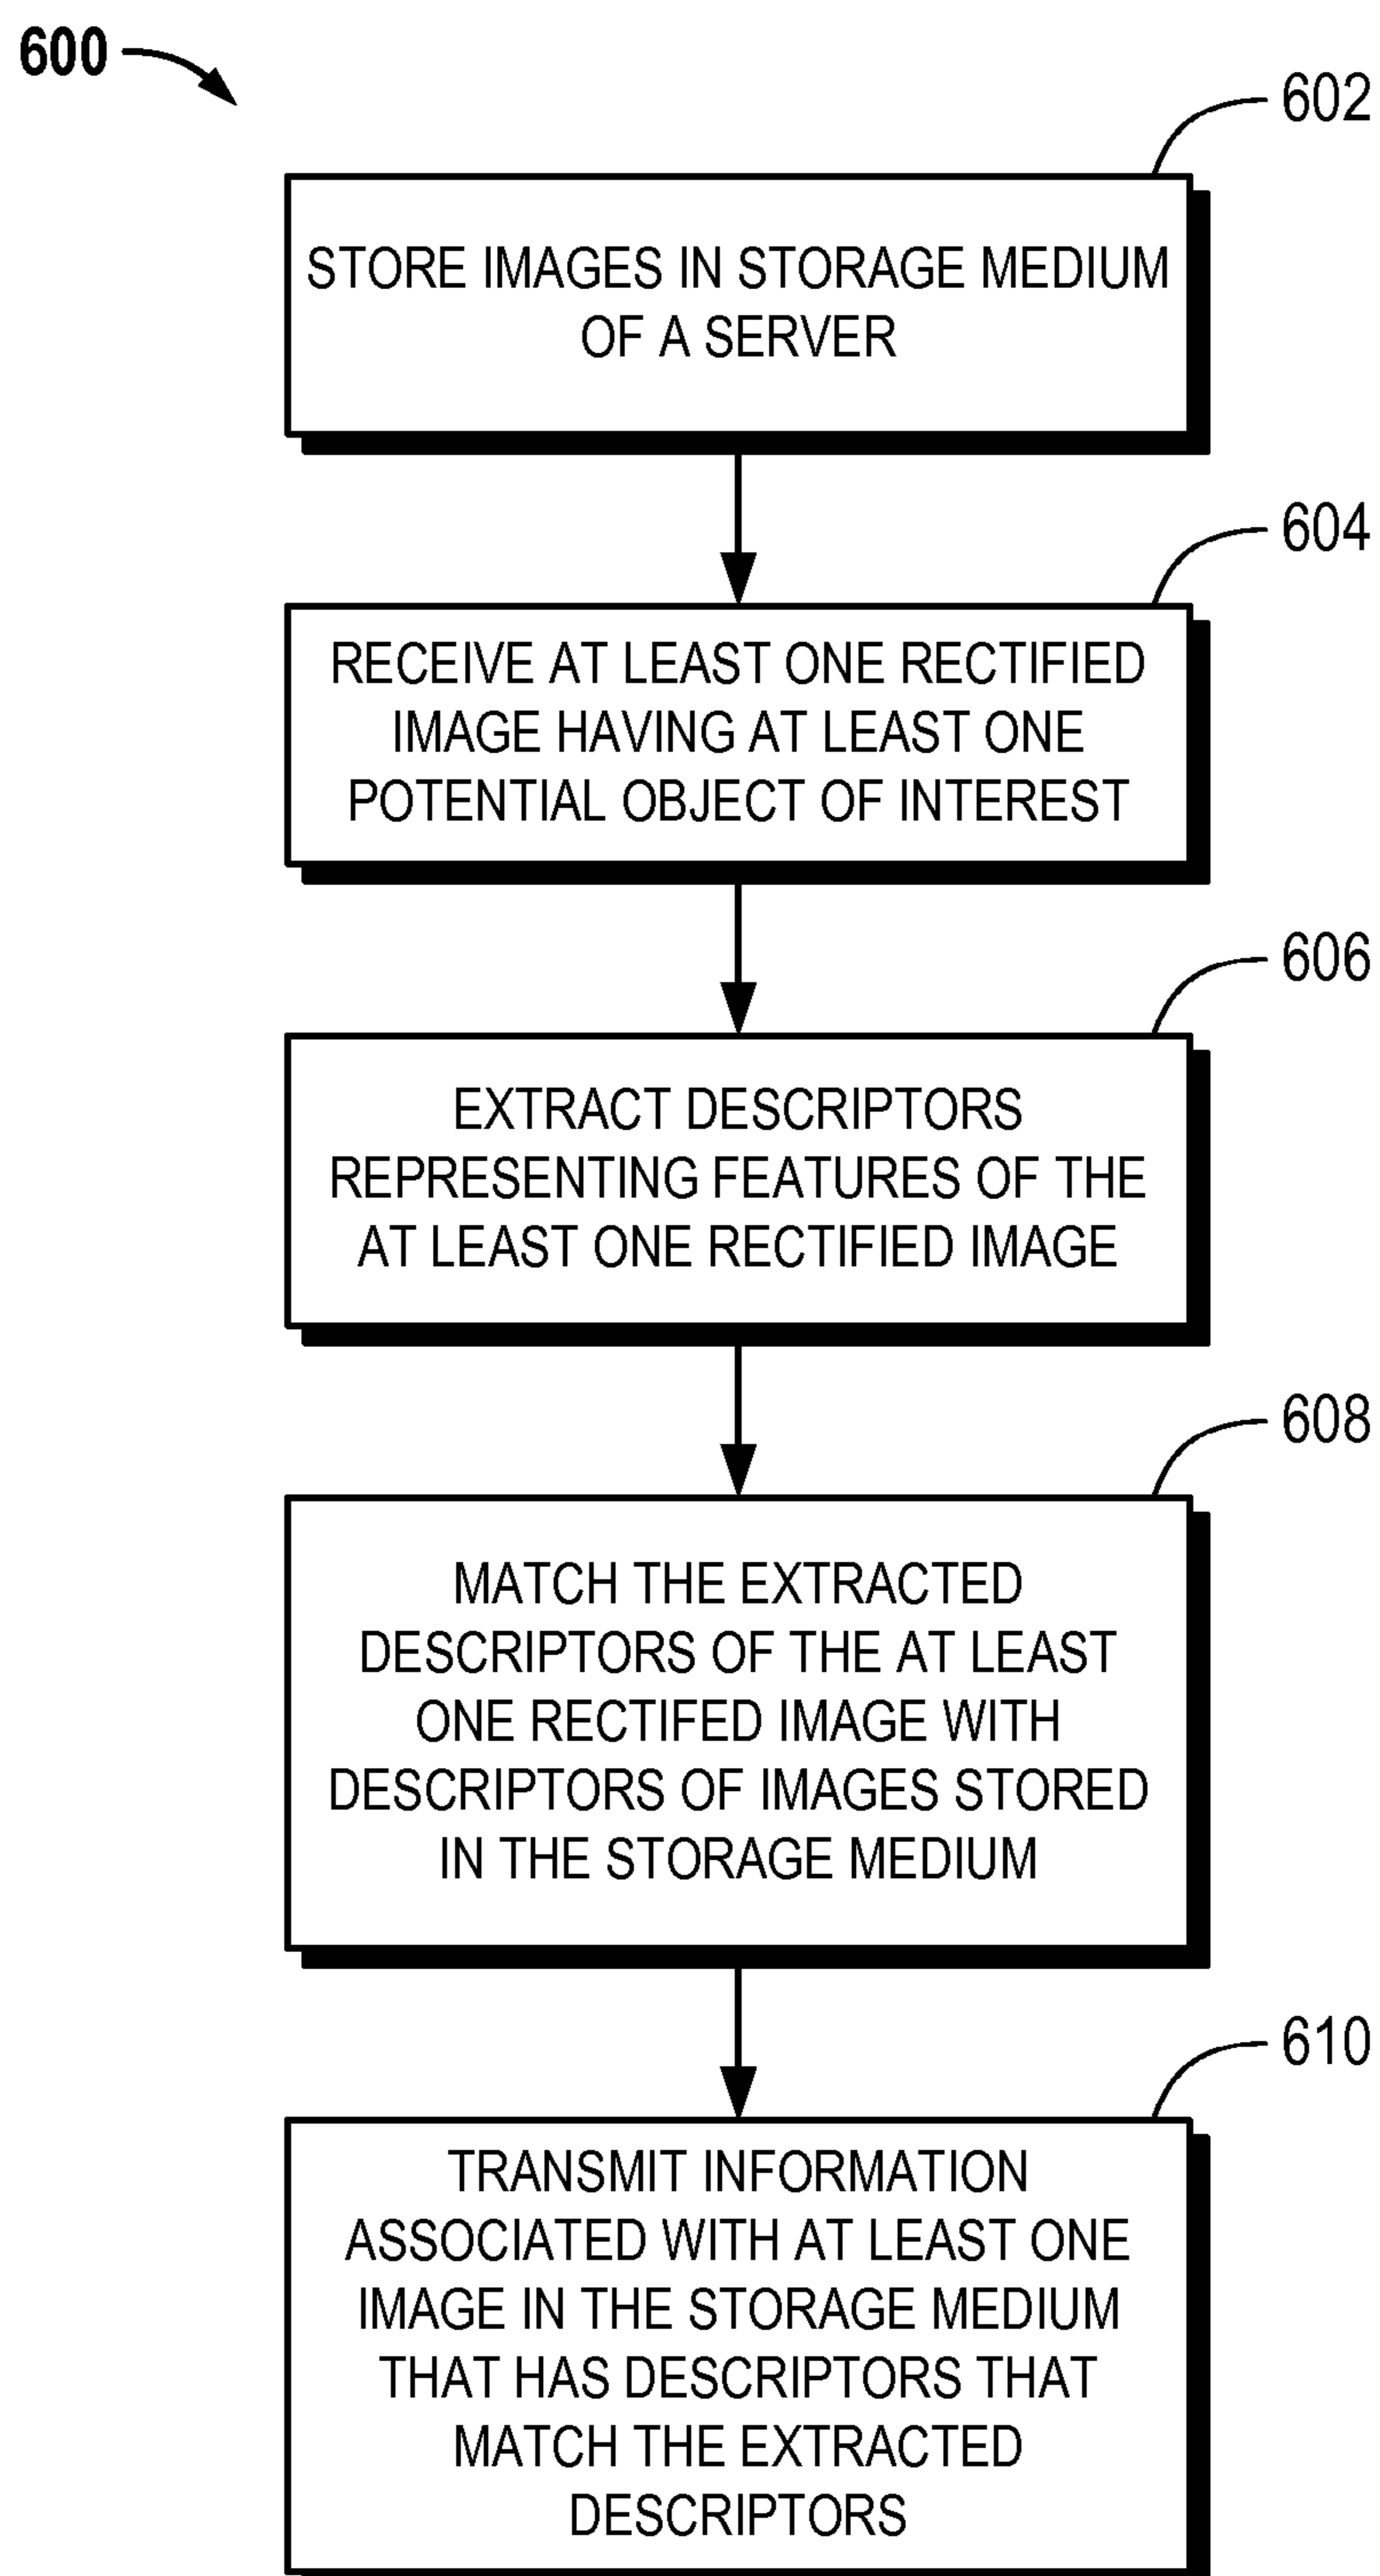 600
602
STORE IMAGES IN STORAGE MEDIUM
OF A SERVER
604
RECEIVE AT LEAST ONE RECTIFIED
IMAGE HAVING AT LEAST ONE
POTENTIAL OBJECT OF INTEREST
606
EXTRACT DESCRIPTORS
REPRESENTING FEATURES OF THE
AT LEAST ONE RECTIFIED IMAGE
608
MATCH THE EXTRACTED
DESCRIPTORS OF THE AT LEAST
ONE RECTIFED IMAGE WITH
DESCRIPTORS OF IMAGES STORED
IN THE STORAGE MEDIUM
610
TRANSMIT INFORMATION
ASSOCIATED WITH AT LEAST ONE
IMAGE IN THE STORAGE MEDIUM
THAT HAS DESCRIPTORS THAT
MATCH THE EXTRACTED
DESCRIPTORS